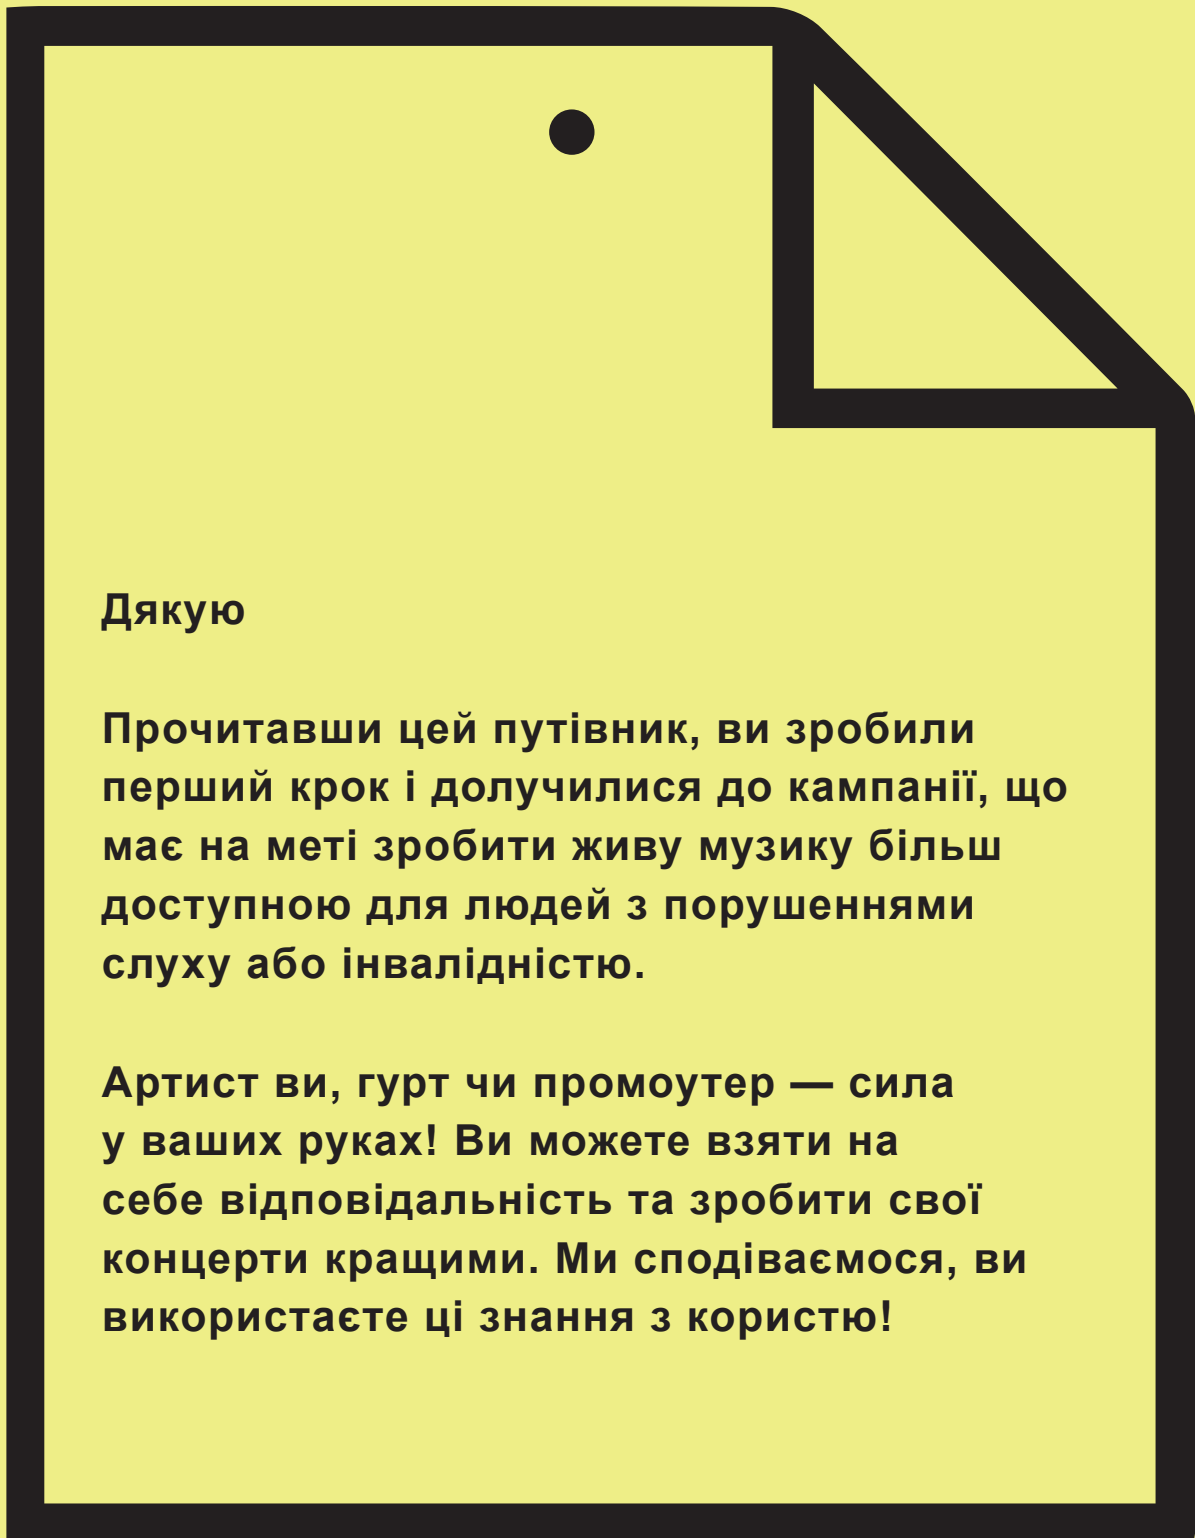 Дякую
Прочитавши цей путівник, ви зробили
перший крок і долучилися до кампанії, що
має на меті зробити живу музику більш
доступною для людей з порушеннями
слуху або інвалідністю.
Артист ви, гурт чи промоутер — сила
у ваших руках! Ви можете взяти на
себе відповідальність та зробити свої
концерти кращими. Ми сподіваємося, ви
використаєте ці знання з користю!